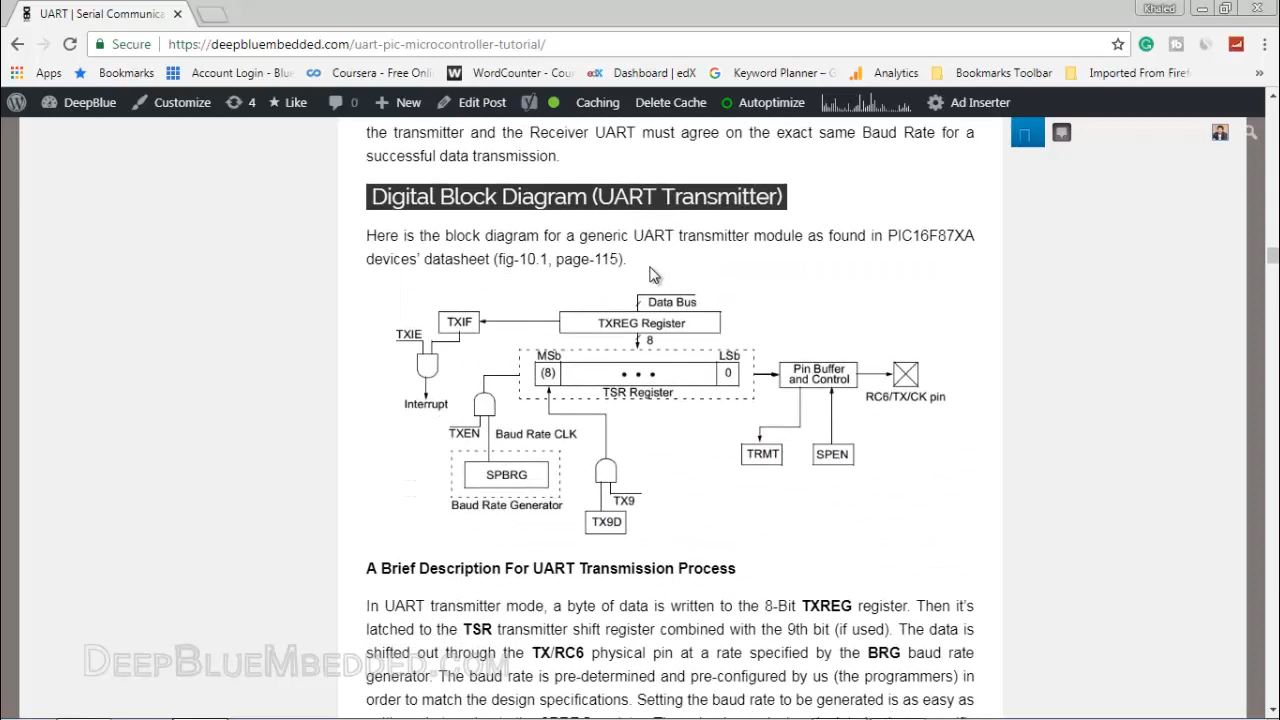 UART | Serial Communica
Khaled
Secure https://deepbluembedded.com/uart-pic-microcontroller-tutorial/
Apps Bookmarks Account Login - Blue Coursera - Free Onli WordCounter - Cou Dashboard | edX Keyword Planner – G Analytics Bookmarks Toolbar Imported From Firef »
DeepBlue Customize 4 Like 0 New Edit Post Caching Delete Cache Autoptimize Ad Inserter
the transmitter and the Receiver UART must agree on the exact same Baud Rate for a
successful data transmission.
Digital Block Diagram (UART Transmitter)
Here is the block diagram for a generic UART transmitter module as found in PIC16F87XA
devices' datasheet (fig-10.1, page-115).
Data Bus
TXIF TXREG Register
TXIE 8
MSb LSb
(8) • • • 0
TSR Register
Pin Buffer
and Control
RC6/TX/CK pin
Interrupt
TXEN Baud Rate CLK
TRMT SPEN
SPBRG
TX9
Baud Rate Generator
TX9D
A Brief Description For UART Transmission Process
In UART transmitter mode, a byte of data is written to the 8-Bit TXREG register. Then it's
latched to the TSR transmitter shift register combined with the 9th bit (if used). The data is
shifted out through the TX/RC6 physical pin at a rate specified by the BRG baud rate
DeepBlueMbedded.com
generator. The baud rate is pre-determined and pre-configured by us (the programmers) in
order to match the design specifications. Setting the baud rate to be generated is as easy as